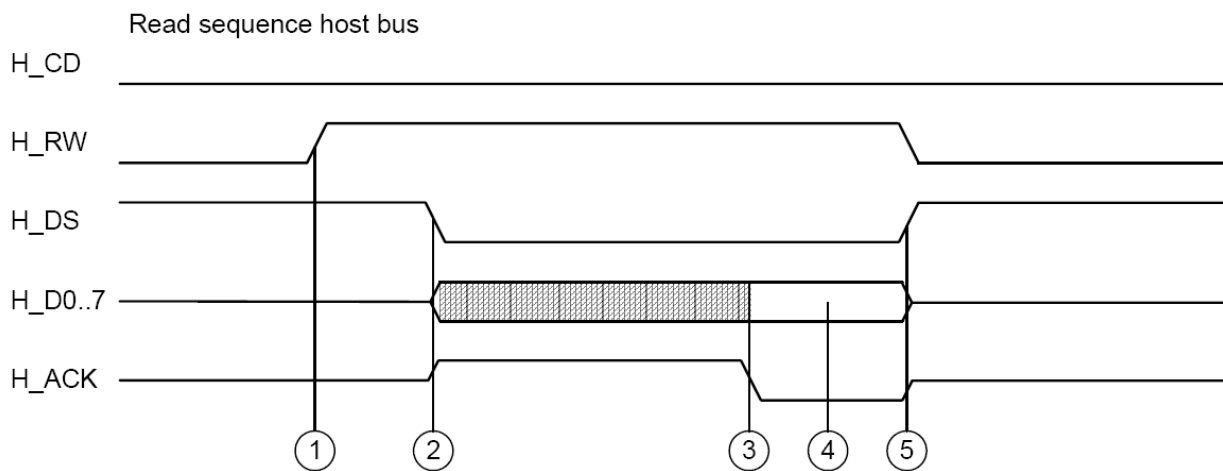 Read sequence host bus
H_CD
H_RW
H_DS
H_D0..7
H_ACK
1 2 3 4 5